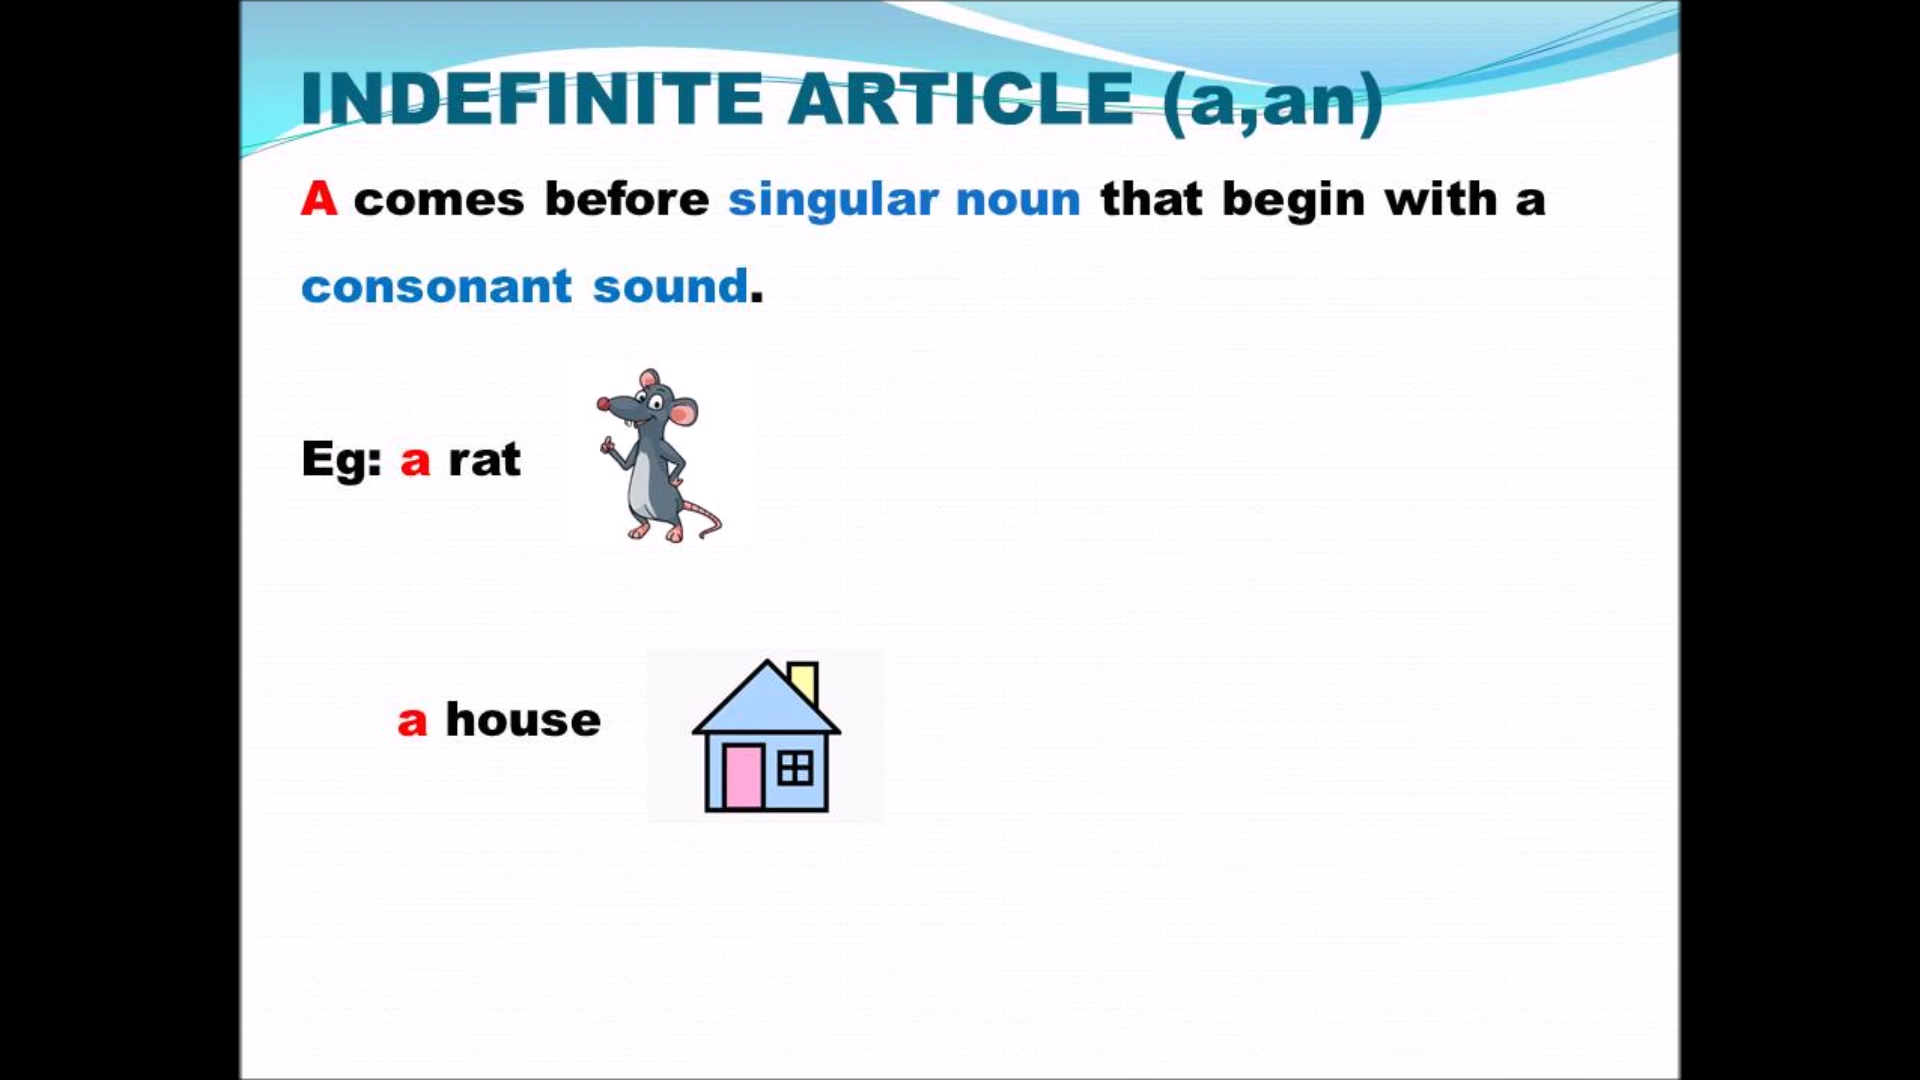 INDEFINITE ARTICLE (a,an)
A comes before singular noun that begin with a
consonant sound.
Eg: a rat
a house